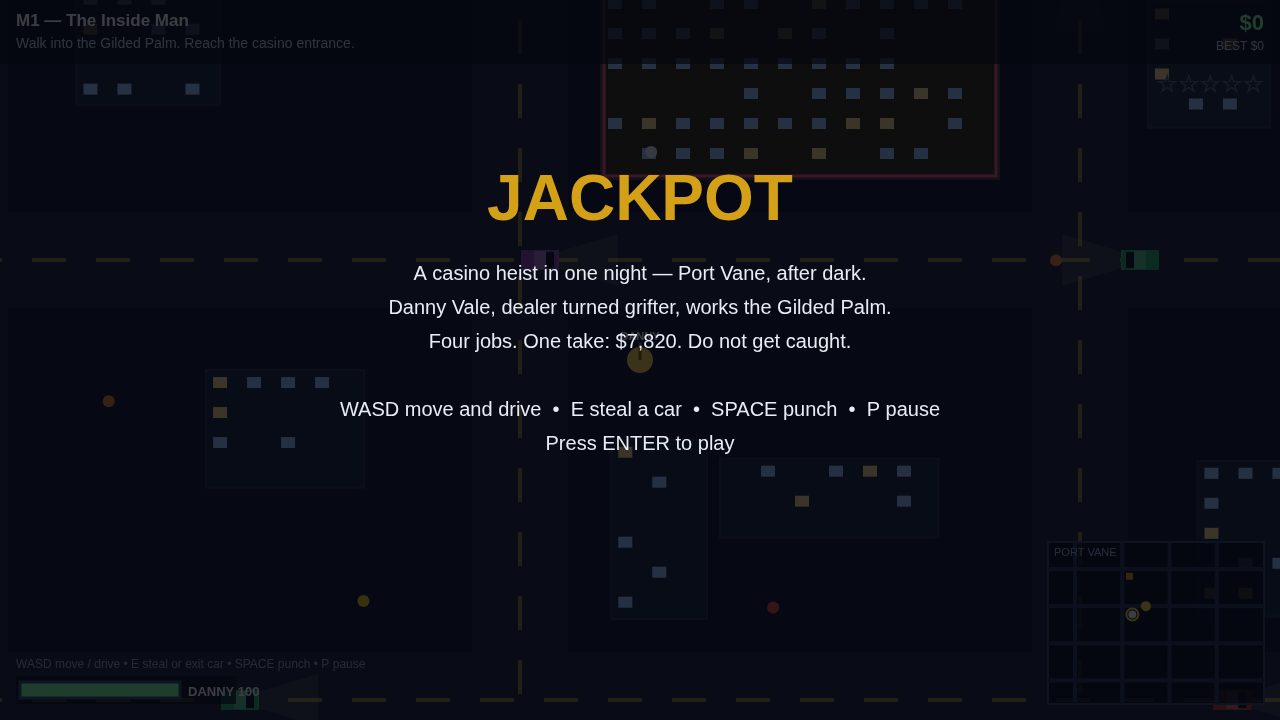 M1 — The Inside Man
Walk into the Gilded Palm. Reach the casino entrance.
$0
BEST $0
☆☆☆☆☆
JACKPOT
A casino heist in one night — Port Vane, after dark.
Danny Vale, dealer turned grifter, works the Gilded Palm.
Four jobs. One take: $7,820. Do not get caught.
WASD move and drive • E steal a car • SPACE punch • P pause
Press ENTER to play
PORT VANE
WASD move / drive • E steal or exit car • SPACE punch • P pause
DANNY 100